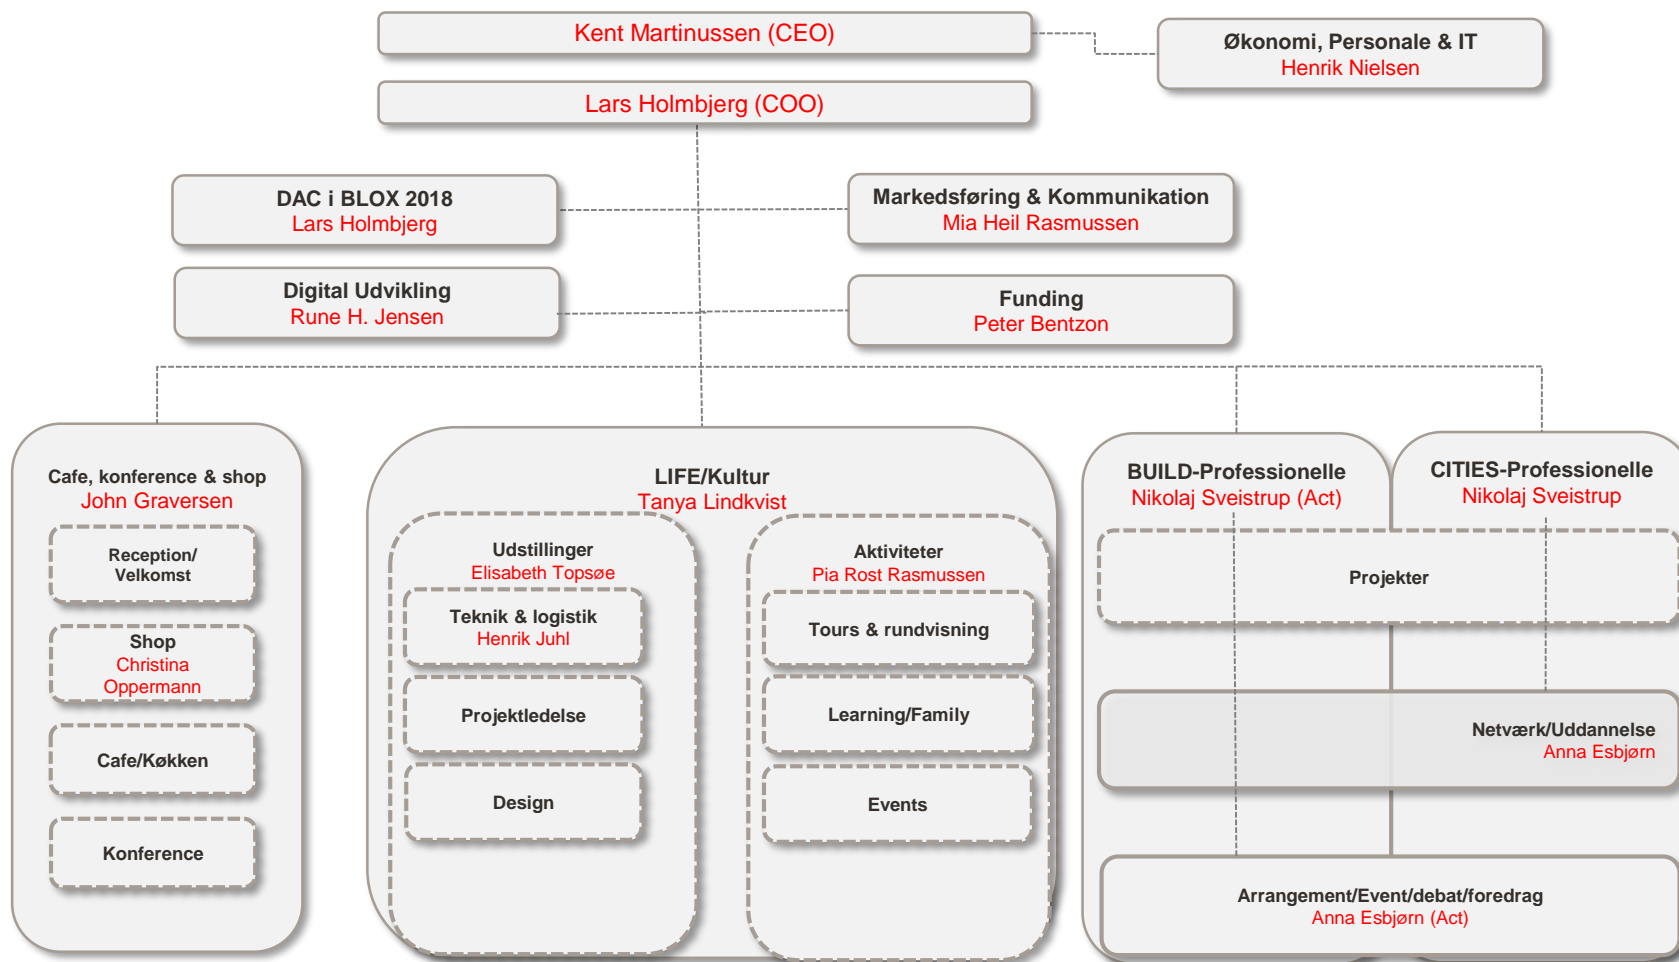 Kent Martinussen (CEO)
Økonomi, Personale & IT
Henrik Nielsen
Lars Holmbjerg (COO)
DAC i BLOX 2018
Lars Holmbjerg
Markedsføring & Kommunikation
Mia Heil Rasmussen
Digital Udvikling
Rune H. Jensen
Funding
Peter Bentzon
Cafe, konference & shop
John Graversen
Reception/
Velkomst
Shop
Christina
Oppermann
Cafe/Køkken
Konference
LIFE/Kultur
Tanya Lindkvist
Udstillinger
Elisabeth Topsøe
Teknik & logistik
Henrik Juhl
Projektledelse
Design
Aktiviteter
Pia Rost Rasmussen
Tours & rundvisning
Learning/Family
Events
BUILD-Professionelle
Nikolaj Sveistrup (Act)
CITIES-Professionelle
Nikolaj Sveistrup
Projekter
Netværk/Uddannelse
Anna Esbjørn
Arrangement/Event/debat/foredrag
Anna Esbjørn (Act)